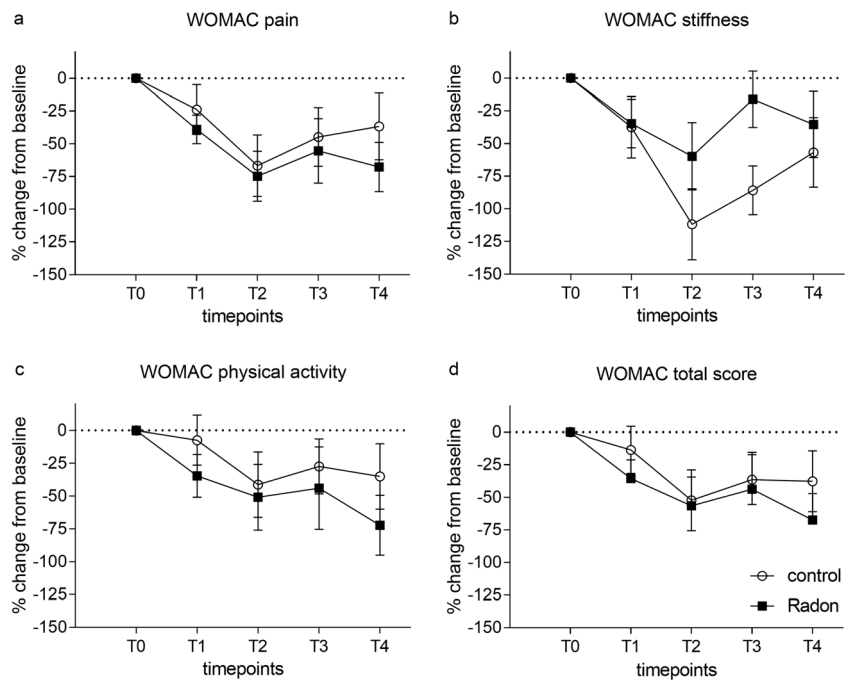 a
WOMAC pain
% change from baseline
0
-25
-50
-75
-100
-125
-150
T0 T1 T2 T3 T4
timepoints
b
WOMAC stiffness
% change from baseline
0
-25
-50
-75
-100
-125
-150
T0 T1 T2 T3 T4
timepoints
c
WOMAC physical activity
% change from baseline
0
-25
-50
-75
-100
-125
-150
T0 T1 T2 T3 T4
timepoints
d
WOMAC total score
% change from baseline
0
-25
-50
-75
-100
-125
-150
control
Radon
T0 T1 T2 T3 T4
timepoints